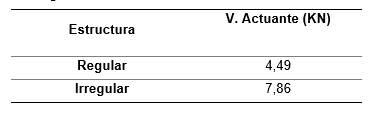 Estructura V. Actuante (KN)
Regular 4,49
Irregular 7,86